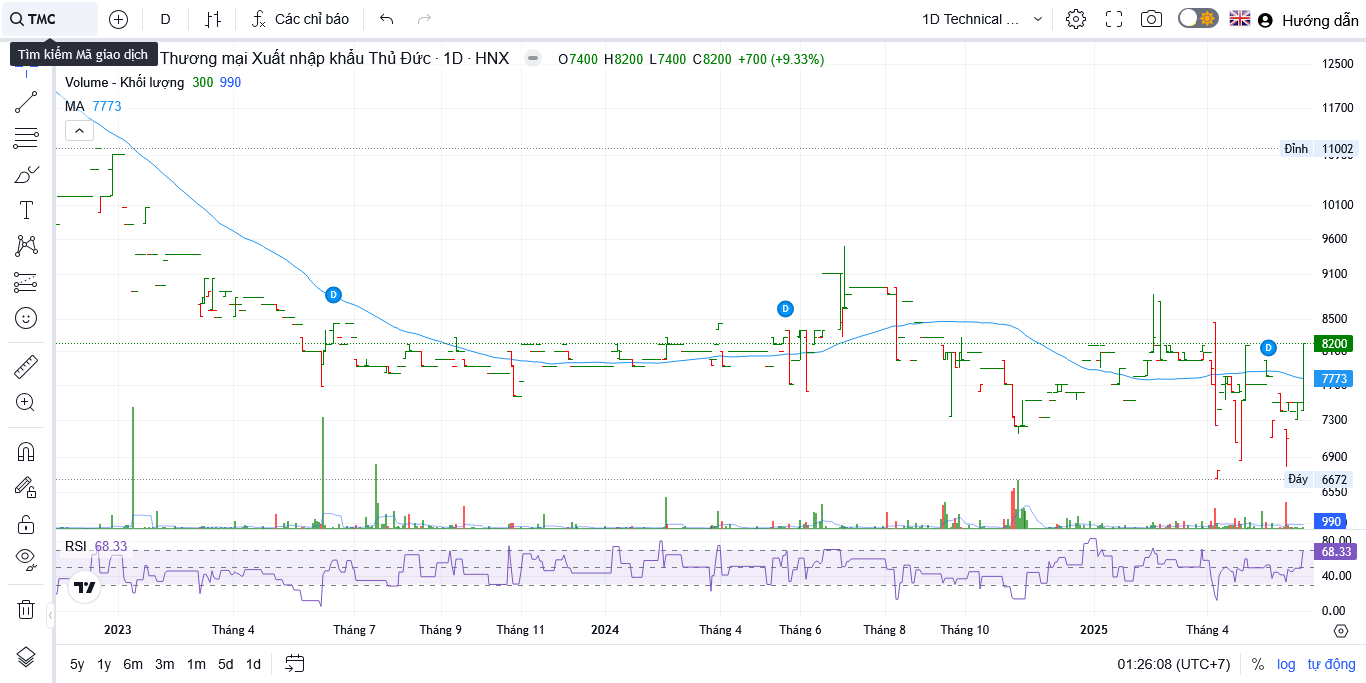 TMC
D
Các chỉ báo
1D Technical ...
Hướng dẫn
Tìm kiếm Mã giao dịch
Thương mại Xuất nhập khẩu Thủ Đức · 1D · HNX
O7400 H8200 L7400 C8200 +700 (+9.33%)
Volume - Khối lượng 300 990
MA 7773
12500
11700
Đỉnh 11002
10100
9600
9100
D
D
8500
8200
D
7773
7300
6900
Đáy 6672
6550
990
RSI 68.33
80.00
68.33
40.00
0.00
2023 Tháng 4 Tháng 7 Tháng 9 Tháng 11 2024 Tháng 4 Tháng 6 Tháng 8 Tháng 10 2025 Tháng 4
5y 1y 6m 3m 1m 5d 1d
01:26:08 (UTC+7) % log tự động